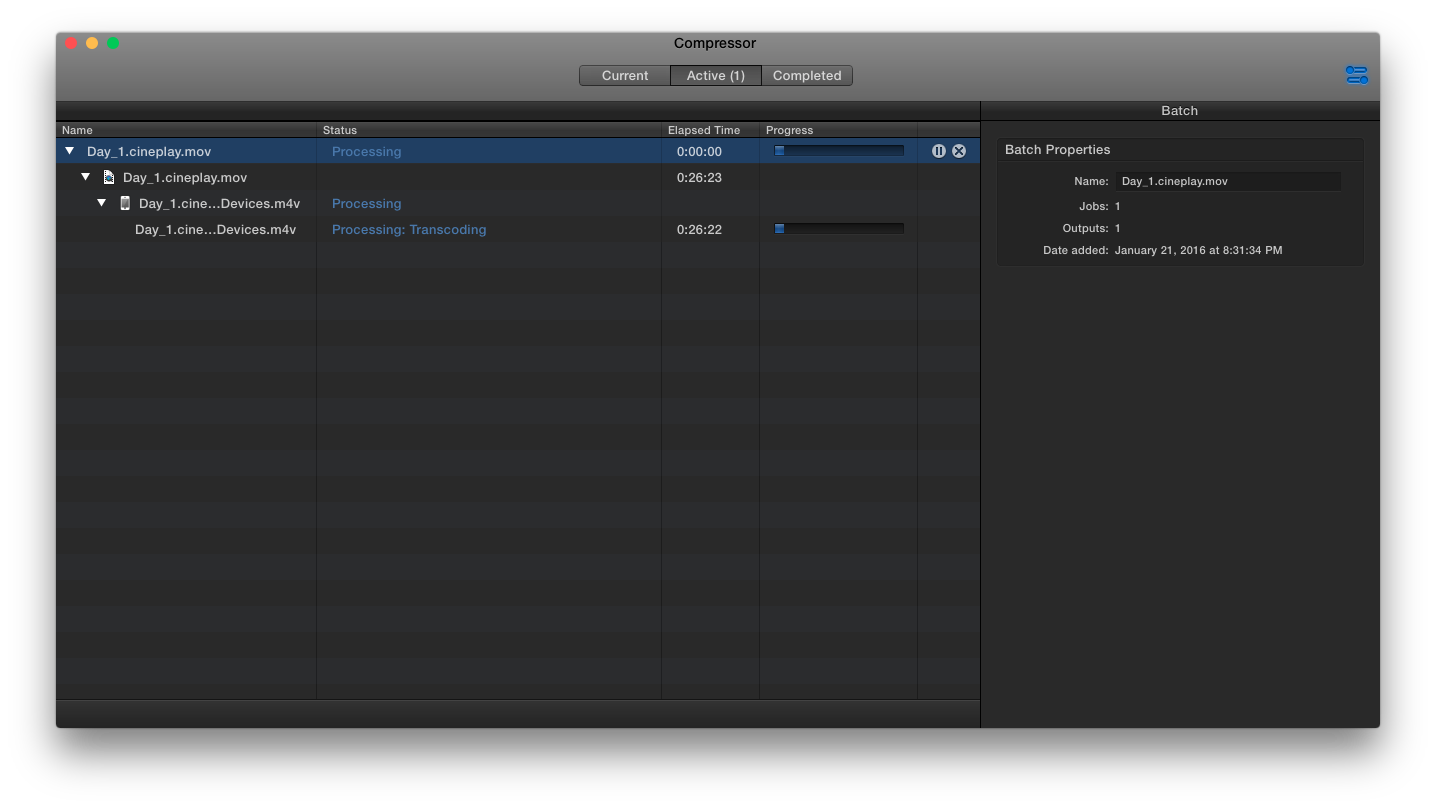 Compressor
Current Active (1) Completed
Batch
Name Status Elapsed Time Progress
Day_1.cineplay.mov Processing 0:00:00
Day_1.cineplay.mov 0:26:23
Day_1.cine...Devices.m4v Processing
Day_1.cine...Devices.m4v Processing: Transcoding 0:26:22
Batch Properties
Name: Day_1.cineplay.mov
Jobs: 1
Outputs: 1
Date added: January 21, 2016 at 8:31:34 PM